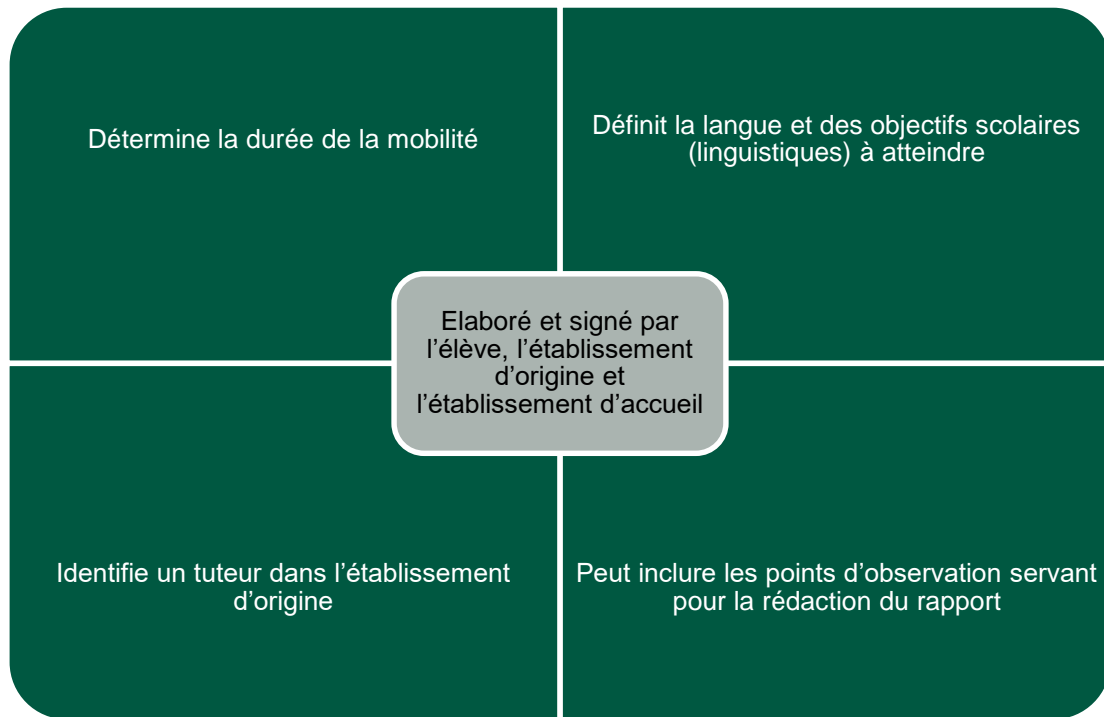 Détermine la durée de la mobilité
Définit la langue et des objectifs scolaires
(linguistiques) à atteindre
Elaboré et signé par
l’élève, l’établissement
d’origine et
l’établissement d’accueil
Identifie un tuteur dans l’établissement
d’origine
Peut inclure les points d’observation servant
pour la rédaction du rapport